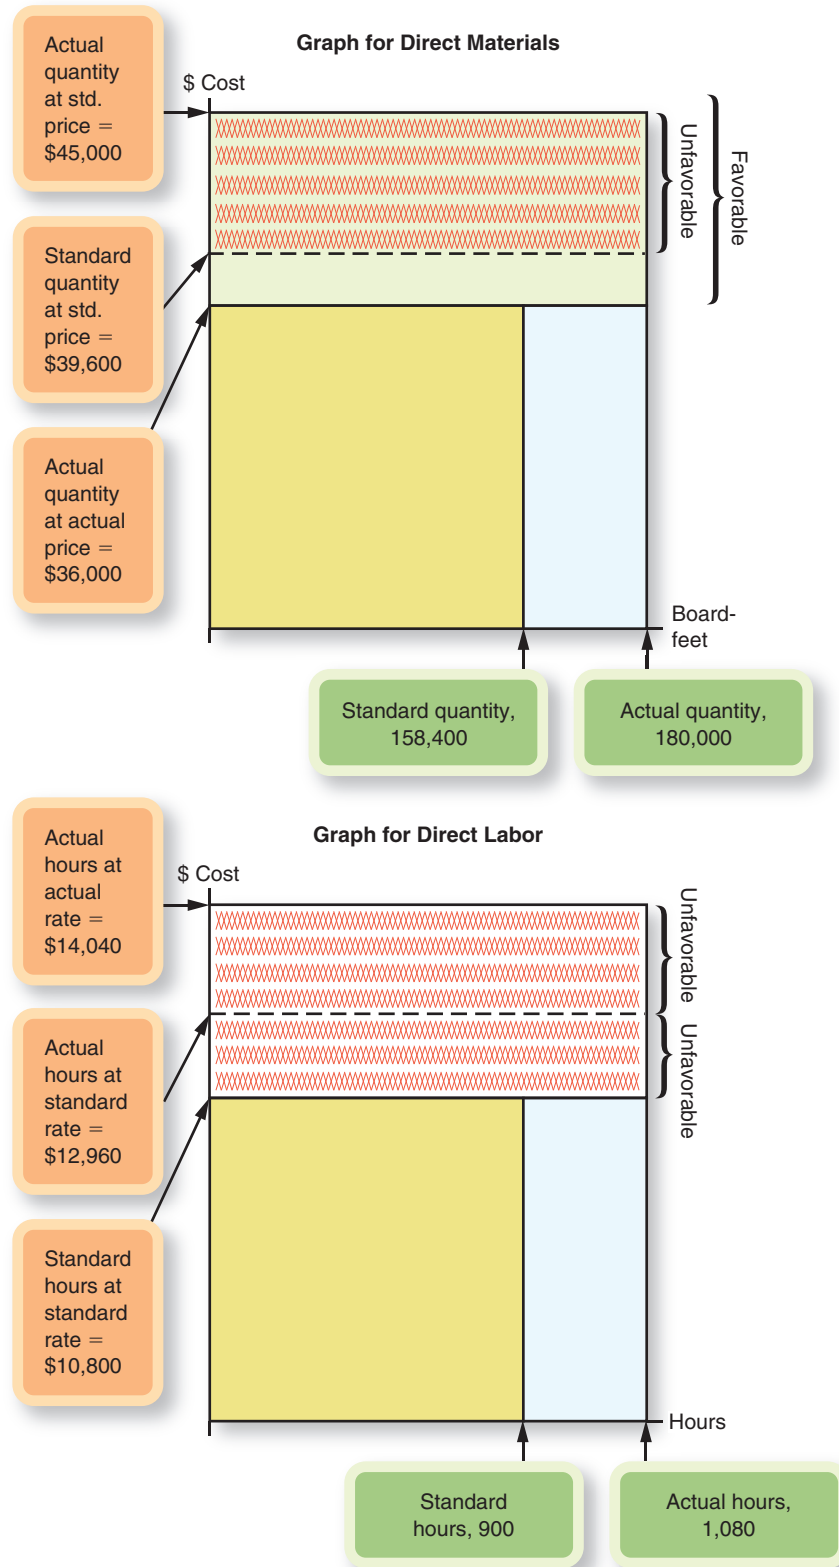 Graph for Direct Materials
$ Cost
Actual
quantity
at std.
price =
$45,000
Standard
quantity
at std.
price =
$39,600
Actual
quantity
at actual
price =
$36,000
Unfavorable
Favorable
Board-
feet
Standard quantity,
158,400
Actual quantity,
180,000
Graph for Direct Labor
$ Cost
Actual
hours at
actual
rate =
$14,040
Actual
hours at
standard
rate =
$12,960
Standard
hours at
standard
rate =
$10,800
Unfavorable
Unfavorable
Hours
Standard
hours, 900
Actual hours,
1,080